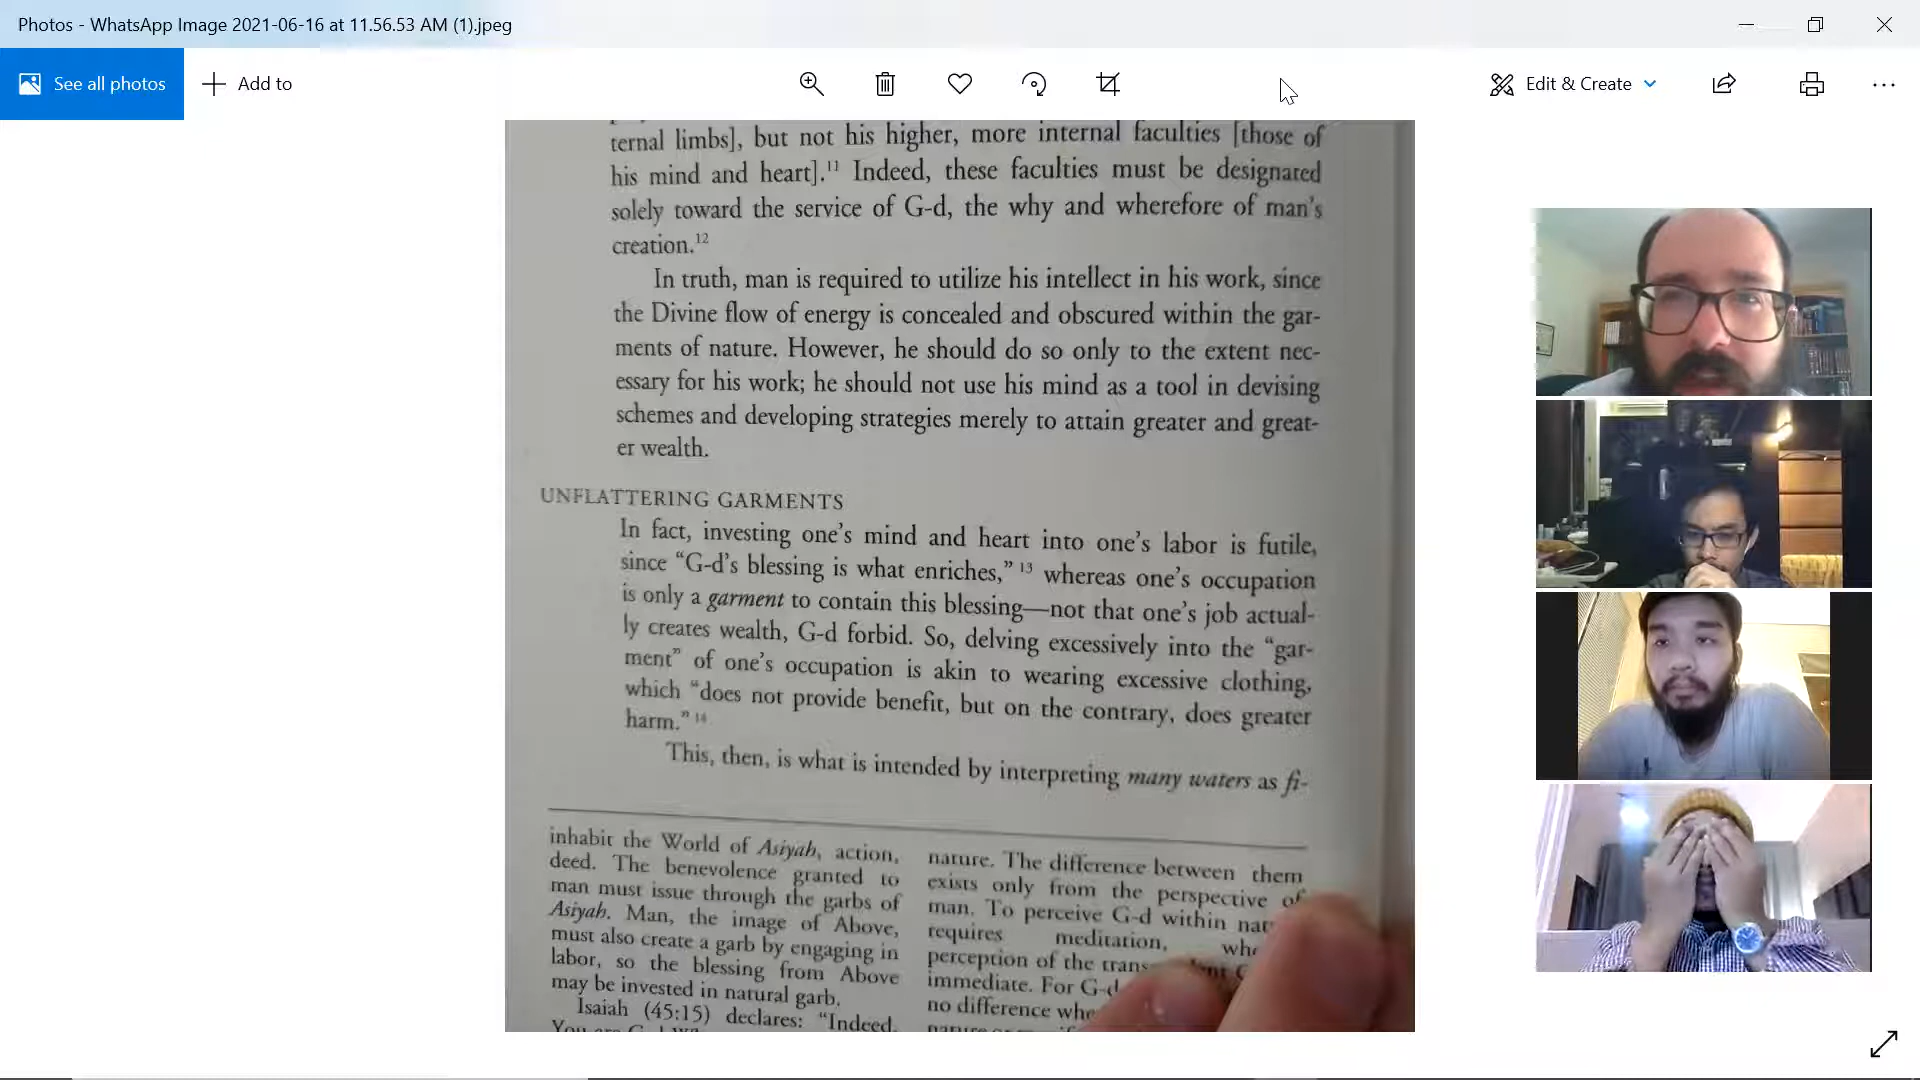 Photos - WhatsApp Image 2021-06-16 at 11.56.53 AM (1).jpeg
See all photos
Add to
Edit & Create
ternal limbs], but not his higher, more internal faculties [those of
his mind and heart].11 Indeed, these faculties must be designated
solely toward the service of G-d, the why and wherefore of man's
creation.12
In truth, man is required to utilize his intellect in his work, since
the Divine flow of energy is concealed and obscured within the gar-
ments of nature. However, he should do so only to the extent nec-
essary for his work; he should not use his mind as a tool in devising
schemes and developing strategies merely to attain greater and great-
er wealth.
UNFLATTERING GARMENTS
In fact, investing one's mind and heart into one's labor is futile,
since "G-d's blessing is what enriches," 13 whereas one's occupation
is only a garment to contain this blessing—not that one's job actual-
ly creates wealth, G-d forbid. So, delving excessively into the "gar-
ment" of one's occupation is akin to wearing excessive clothing,
which "does not provide benefit, but on the contrary, does greater
harm." 14
This, then, is what is intended by interpreting many waters as fi-
inhabit the World of Asiyah, action,
deed. The benevolence granted to
man must issue through the garbs of
Asiyah. Man, the image of Above,
must also create a garb by engaging in
labor, so the blessing from Above
may be invested in natural garb.
Isaiah (45:15) declares: "Indeed,
nature. The difference between them
exists only from the perspective of
man. To perceive G-d within
requires meditation,
perception of the
immediate. For
no difference